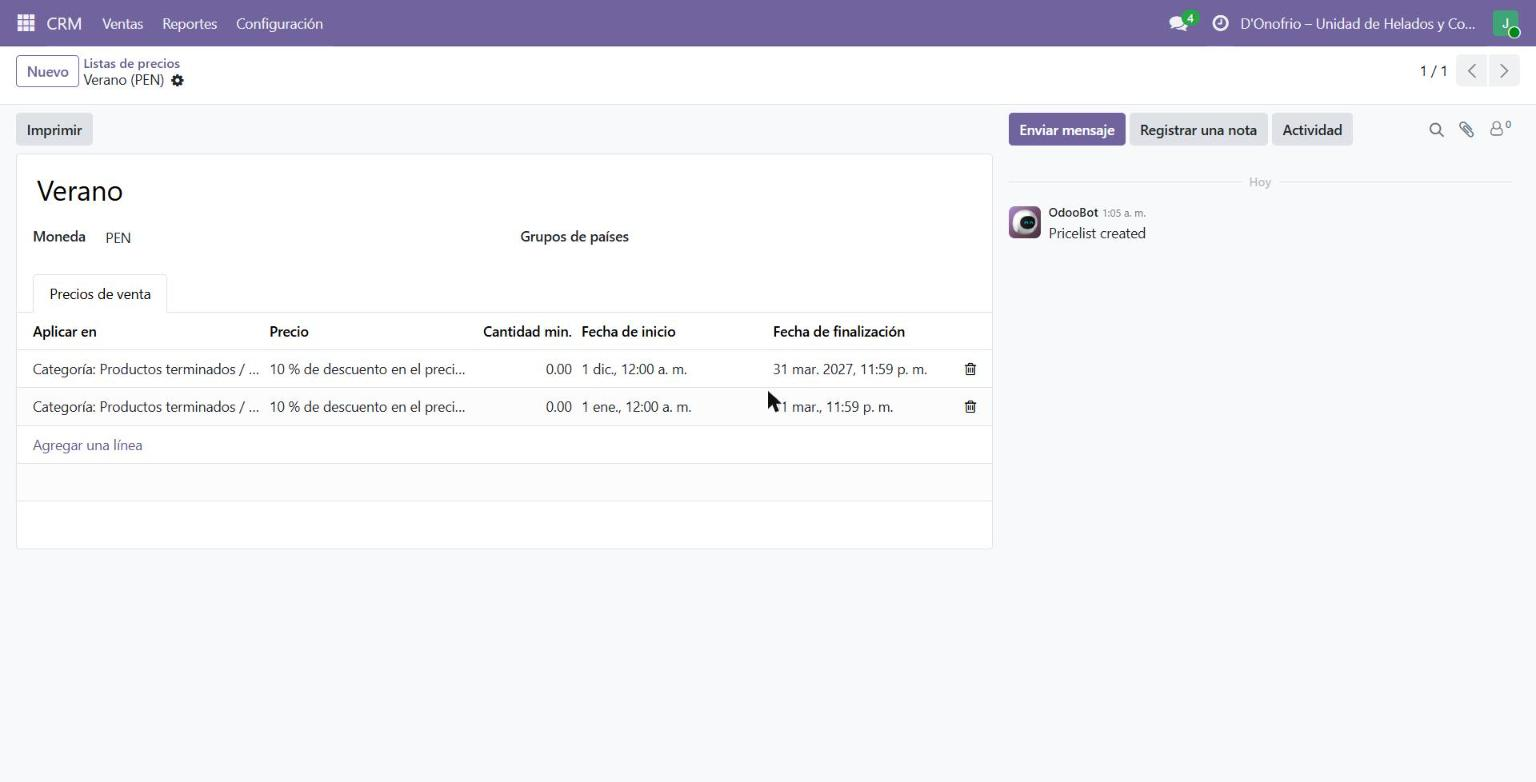 CRM Ventas Reportes Configuración 4 D'Onofrio – Unidad de Helados y Co... J
Nuevo Listas de precios 1 / 1
Verano (PEN)
Imprimir Enviar mensaje Registrar una nota Actividad 0
Hoy
Verano
OdooBot 1:05 a. m.
Pricelist created
Moneda PEN Grupos de países
Precios de venta
Aplicar en Precio Cantidad min. Fecha de inicio Fecha de finalización
Categoría: Productos terminados / ... 10 % de descuento en el preci... 0.00 1 dic., 12:00 a. m. 31 mar. 2027, 11:59 p. m.
Categoría: Productos terminados / ... 10 % de descuento en el preci... 0.00 1 ene., 12:00 a. m. mar., 11:59 p. m.
Agregar una línea